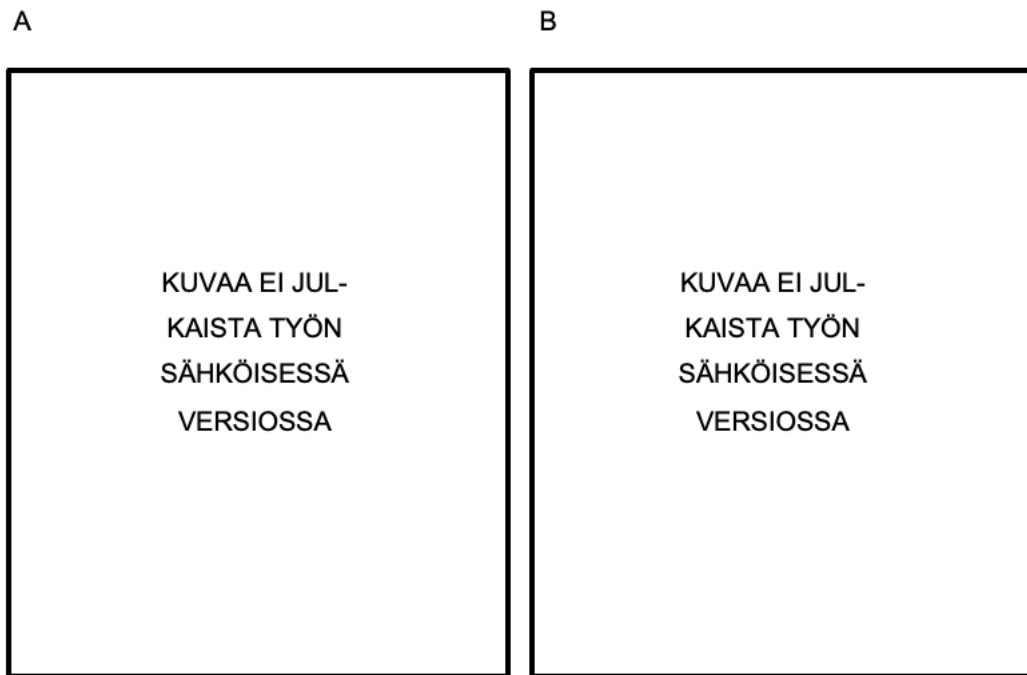 A
B
KUVAA EI JUL-
KAISTA TYÖN
SÄHKÖISESSÄ
VERSIOSSA
KUVAA EI JUL-
KAISTA TYÖN
SÄHKÖISESSÄ
VERSIOSSA